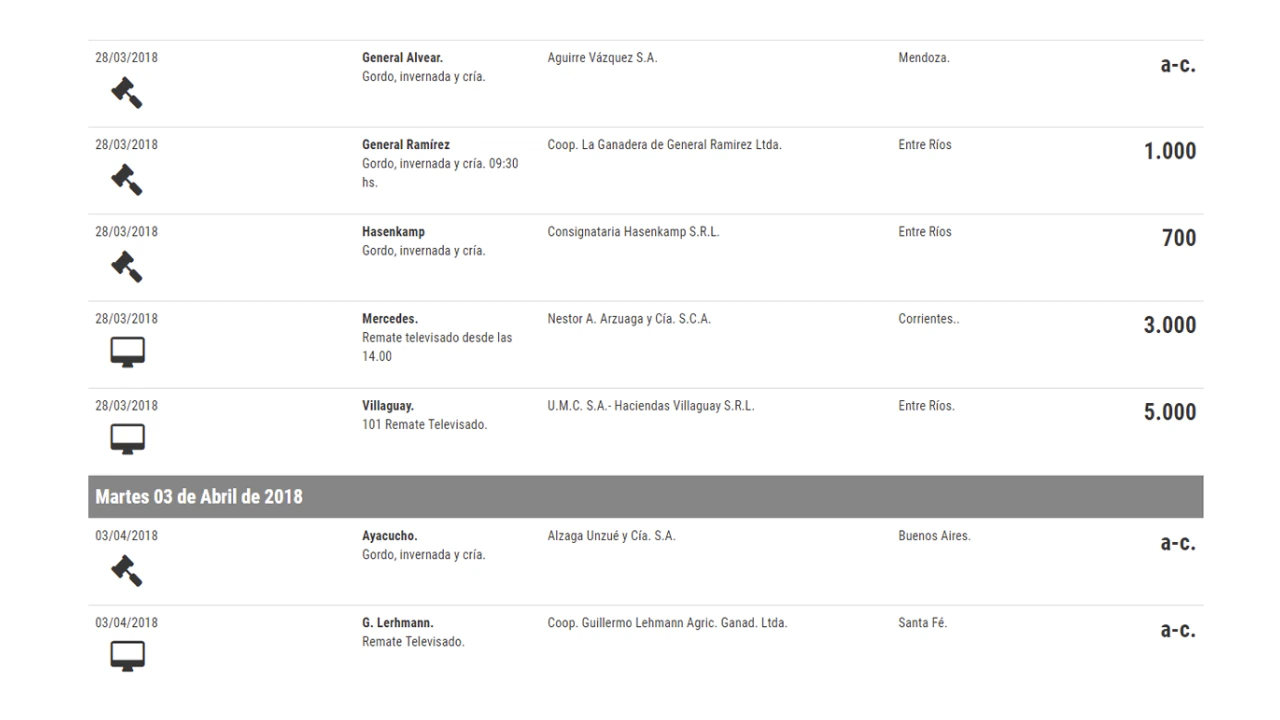 28/03/2018 General Alvear. Aguirre Vázquez S.A. Mendoza. a-c.
Gordo, invernada y cría.
28/03/2018 General Ramírez Coop. La Ganadera de General Ramirez Ltda. Entre Ríos 1.000
Gordo, invernada y cría. 09:30
hs.
28/03/2018 Hasenkamp Consignataria Hasenkamp S.R.L. Entre Ríos 700
Gordo, invernada y cría.
28/03/2018 Mercedes. Nestor A. Arzuaga y Cía. S.C.A. Corrientes.. 3.000
Remate televisado desde las
14.00
28/03/2018 Villaguay. U.M.C. S.A.- Haciendas Villaguay S.R.L. Entre Ríos. 5.000
101 Remate Televisado.
Martes 03 de Abril de 2018
03/04/2018 Ayacucho. Alzaga Unzué y Cía. S.A. Buenos Aires. a-c.
Gordo, invernada y cría.
03/04/2018 G. Lerhmann. Coop. Guillermo Lehmann Agric. Ganad. Ltda. Santa Fé. a-c.
Remate Televisado.